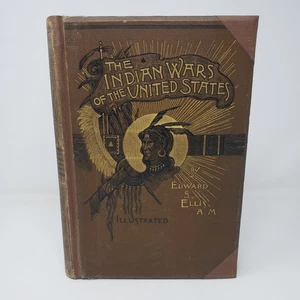 THE
INDIAN WARS
OF THE UNITED STATES
BY
EDWARD
S.
ELLIS
A.M.
ILLUSTRATED